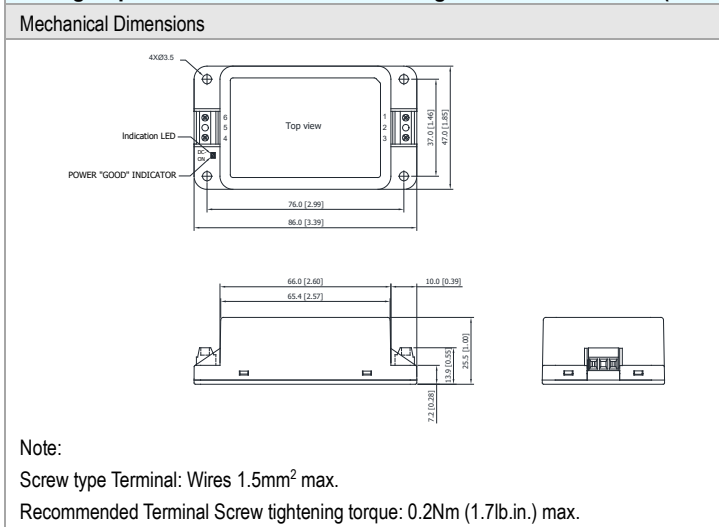 Mechanical Dimensions
4XØ3.5
6
5
4
Top view
1
2
3
37.0 [1.46]
47.0 [1.85]
Indication LED
DC-
ON
POWER "GOOD" INDICATOR
76.0 [2.99]
86.0 [3.39]
66.0 [2.60]
10.0 [0.39]
65.4 [2.57]
7.2 [0.28]
13.9 [0.55]
25.5 [1.00]
Note:
Screw type Terminal: Wires 1.5mm² max.
Recommended Terminal Screw tightening torque: 0.2Nm (1.7lb.in.) max.